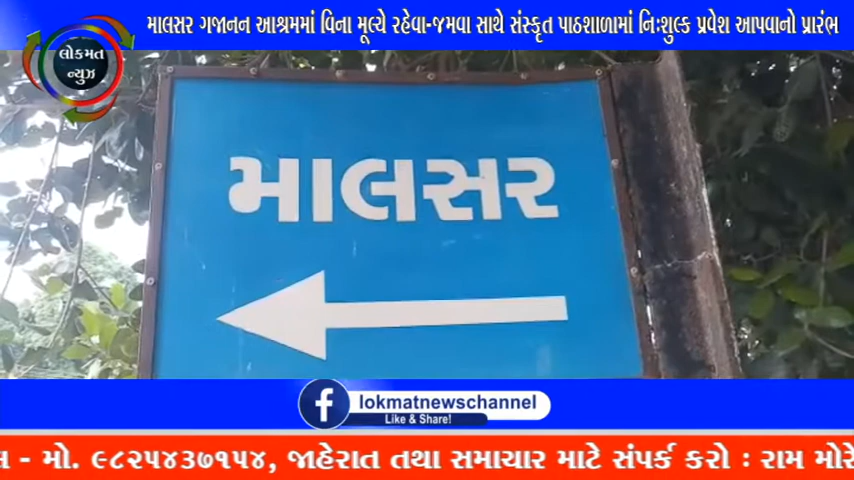 માલસર ગજાનન આશ્રમમાં વિના મૂલ્યે રહેવા-જમવા સાથે સંસ્કૃત પાઠશાળામાં નિઃશુલ્ક પ્રવેશ આપવાનો પ્રારંભ
લોકમત
ન્યુઝ
માલસર
lokmatnewschannel
Like & Share!
- મો. ૯૮૨૫૪૩૭૧૫૪, જાહેરાત તથા સમાચાર માટે સંપર્ક કરો : રામ